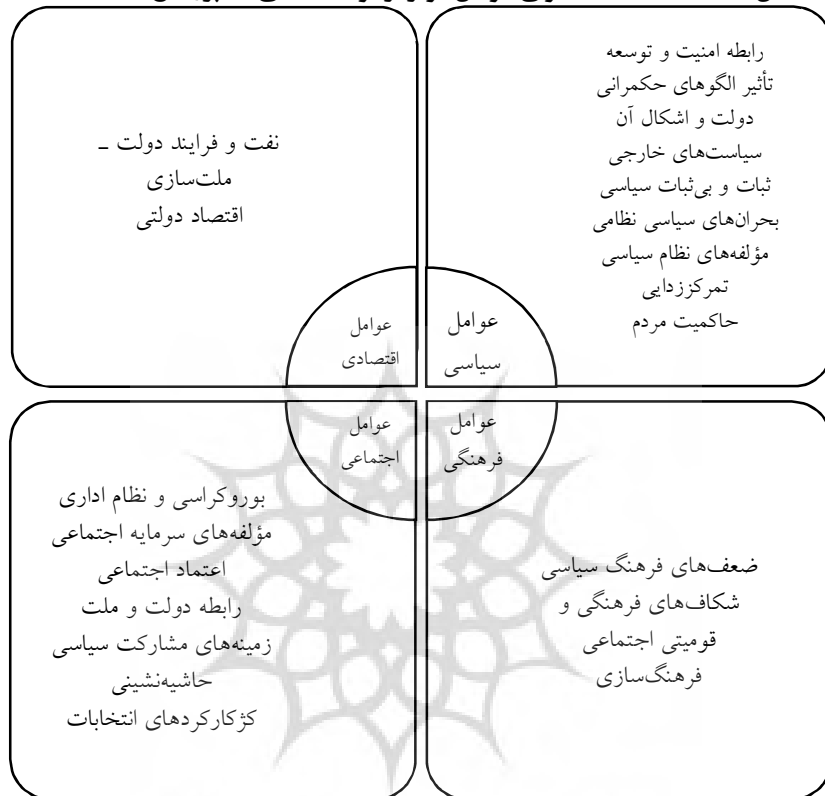 رابطه امنیت و توسعه
تأثیر الگوهای حکمرانی
دولت و اشکال آن
سیاست‌های خارجی
ثبات و بی‌ثبات سیاسی
بحران‌های سیاسی نظامی
مؤلفه‌های نظام سیاسی
تمرکززدایی
حاکمیت مردم
عوامل
سیاسی
نفت و فرایند دولت ـ
ملت‌سازی
اقتصاد دولتی
عوامل
اقتصادی
عوامل
فرهنگی
ضعف‌های فرهنگ سیاسی
شکاف‌های فرهنگی و
قومیتی اجتماعی
فرهنگ‌سازی
عوامل
اجتماعی
بوروکراسی و نظام اداری
مؤلفه‌های سرمایه اجتماعی
اعتماد اجتماعی
رابطه دولت و ملت
زمینه‌های مشارکت سیاسی
حاشیه‌نشینی
کژکارکردهای انتخابات